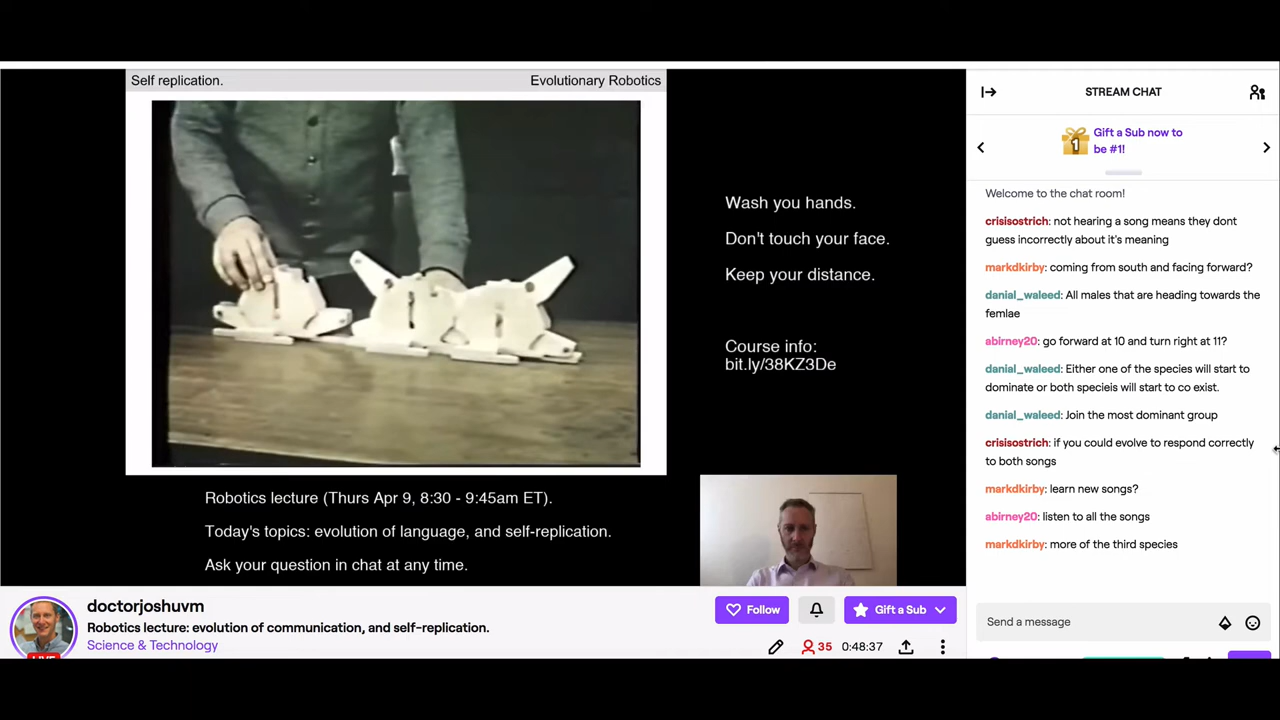 Self replication.
Evolutionary Robotics
Wash you hands.
Don't touch your face.
Keep your distance.
Course info:
bit.ly/38KZ3De
Robotics lecture (Thurs Apr 9, 8:30 - 9:45am ET).
Today's topics: evolution of language, and self-replication.
Ask your question in chat at any time.
doctorjoshuvm
Robotics lecture: evolution of communication, and self-replication.
Science & Technology
LIVE
Follow
Gift a Sub
35
0:48:37
STREAM CHAT
1
Gift a Sub now to
be #1!
Welcome to the chat room!
crisisostrich: not hearing a song means they dont
guess incorrectly about it's meaning
markdkirby: coming from south and facing forward?
danial_waleed: All males that are heading towards the
femlae
abirney20: go forward at 10 and turn right at 11?
danial_waleed: Either one of the species will start to
dominate or both specieis will start to co exist.
danial_waleed: Join the most dominant group
crisisostrich: if you could evolve to respond correctly
to both songs
markdkirby: learn new songs?
abirney20: listen to all the songs
markdkirby: more of the third species
Send a message